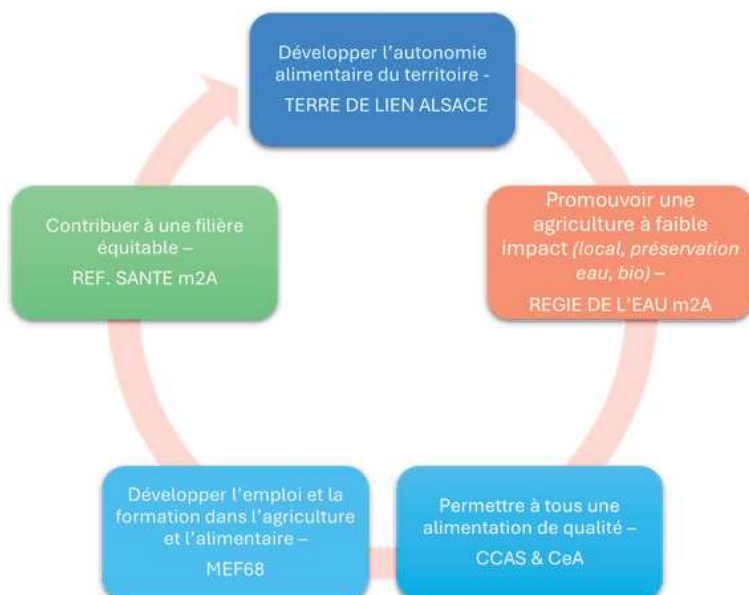 Développer l'autonomie
alimentaire du territoire -
TERRE DE LIEN ALSACE
Promouvoir une
agriculture à faible
impact (local, préservation
eau, bio) –
REGIE DE L'EAU m2A
Permettre à tous une
alimentation de qualité –
CCAS & CeA
Développer l'emploi et la
formation dans l'agriculture
et l'alimentaire –
MEF68
Contribuer à une filière
équitable –
REF. SANTE m2A